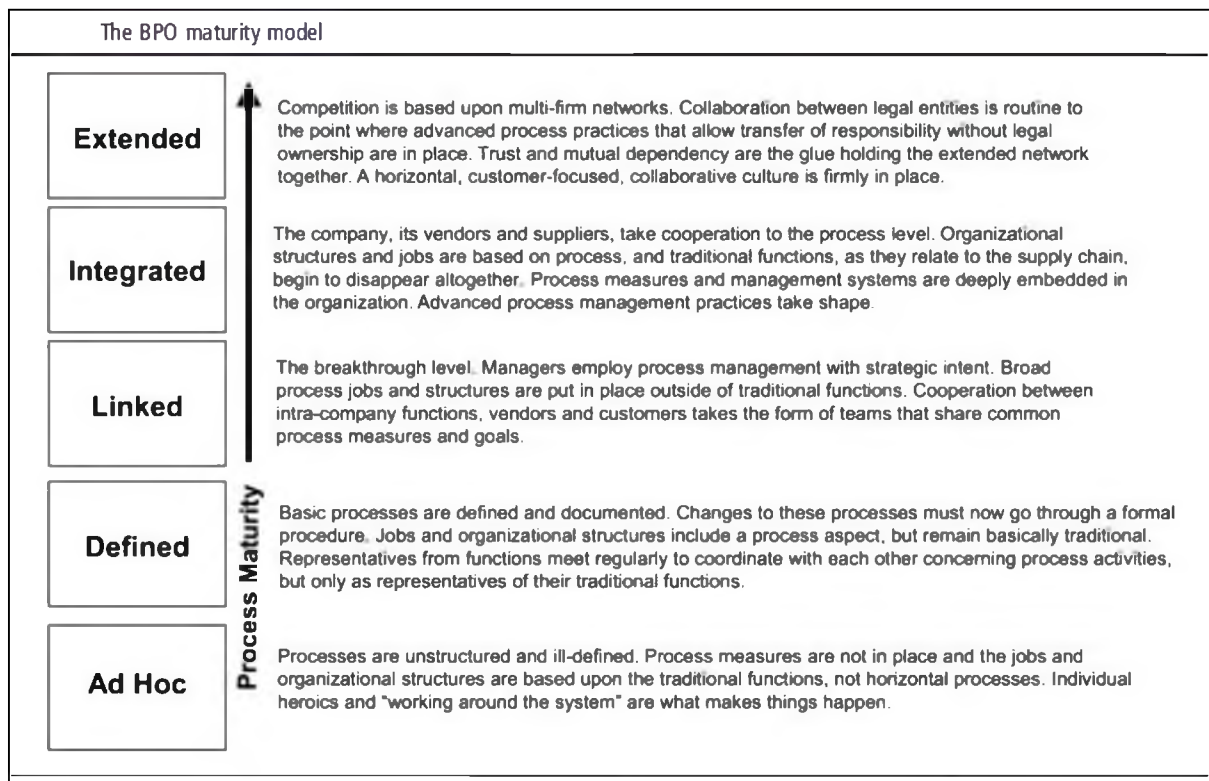 The BPO maturity model
Extended
Competition is based upon multi-firm networks. Collaboration between legal entities is routine to
the point where advanced process practices that allow transfer of responsibility without legal
ownership are in place. Trust and mutual dependency are the glue holding the extended network
together. A horizontal, customer-focused, collaborative culture is firmly in place.
Integrated
The company, its vendors and suppliers, take cooperation to the process level. Organizational
structures and jobs are based on process, and traditional functions, as they relate to the supply chain,
begin to disappear altogether. Process measures and management systems are deeply embedded in
the organization. Advanced process management practices take shape.
Linked
The breakthrough level. Managers employ process management with strategic intent. Broad
process jobs and structures are put in place outside of traditional functions. Cooperation between
intra-company functions, vendors and customers takes the form of teams that share common
process measures and goals.
Defined
Basic processes are defined and documented. Changes to these processes must now go through a formal
procedure. Jobs and organizational structures include a process aspect, but remain basically traditional.
Representatives from functions meet regularly to coordinate with each other concerning process activities,
but only as representatives of their traditional functions.
Ad Hoc
Processes are unstructured and ill-defined. Process measures are not in place and the jobs and
organizational structures are based upon the traditional functions, not horizontal processes. Individual
heroics and "working around the system" are what makes things happen.
Process Maturity